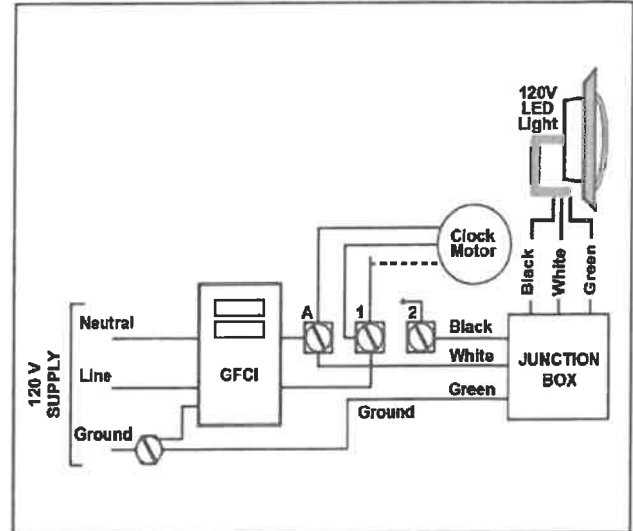 120V
LED
Light
Clock
Motor
Black
White
Green
A
1
2
Neutral
Line
Ground
120 V
SUPPLY
GFCI
Black
White
Green
Ground
JUNCTION
BOX